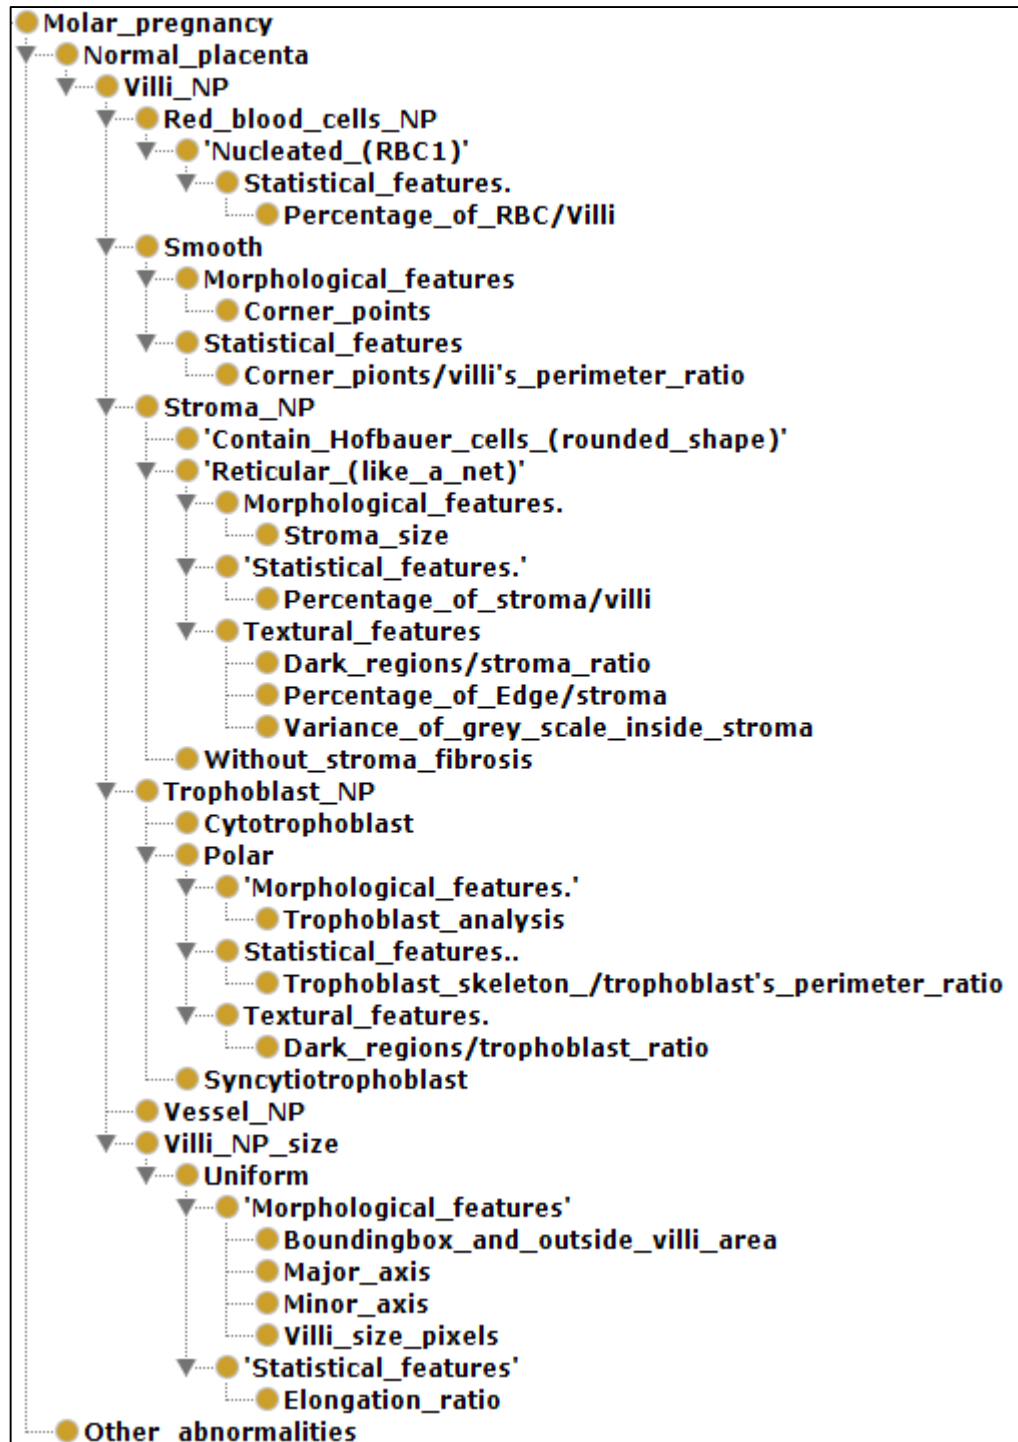 Molar_pregnancy
Normal_placenta
Villi_NP
Red_blood_cells_NP
'Nucleated_(RBC1)'
Statistical_features.
Percentage_of_RBC/Villi
Smooth
Morphological_features
Corner_points
Statistical_features
Corner_pionts/villi's_perimeter_ratio
Stroma_NP
'Contain_Hofbauer_cells_(rounded_shape)'
'Reticular_(like_a_net)'
Morphological_features.
Stroma_size
'Statistical_features.'
Percentage_of_stroma/villi
Textural_features
Dark_regions/stroma_ratio
Percentage_of_Edge/stroma
Variance_of_grey_scale_inside_stroma
Without_stroma_fibrosis
Trophoblast_NP
Cytotrophoblast
Polar
'Morphological_features.'
Trophoblast_analysis
Statistical_features..
Trophoblast_skeleton_/trophoblast's_perimeter_ratio
Textural_features.
Dark_regions/trophoblast_ratio
Syncytiotrophoblast
Vessel_NP
Villi_NP_size
Uniform
'Morphological_features'
Boundingbox_and_outside_villi_area
Major_axis
Minor_axis
Villi_size_pixels
'Statistical_features'
Elongation_ratio
Other_abnormalities